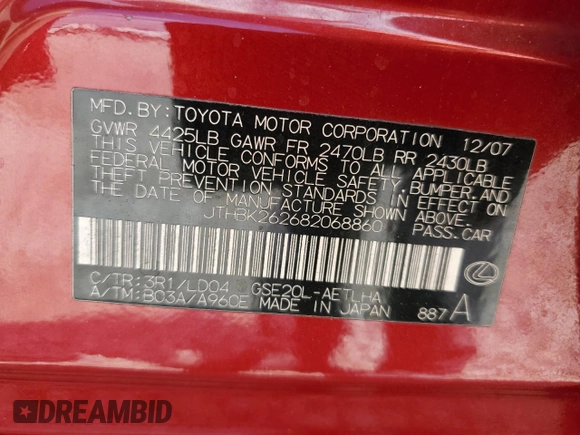 MFD. BY: TOYOTA MOTOR CORPORATION 12/07
GVWR 4425LB GAWR FR 2470LB RR 2430LB
THIS VEHICLE CONFORMS TO ALL APPLICABLE
FEDERAL MOTOR VEHICLE SAFETY, BUMPER, AND
THEFT PREVENTION STANDARDS IN EFFECT ON
THE DATE OF MANUFACTURE SHOWN ABOVE.
JTHBK262682068860 PASS. CAR
C/TR: 3R1/LD04 GSE20L-AETLHA
A/TM: B03A/A960E MADE IN JAPAN 887 A
DREAMBID